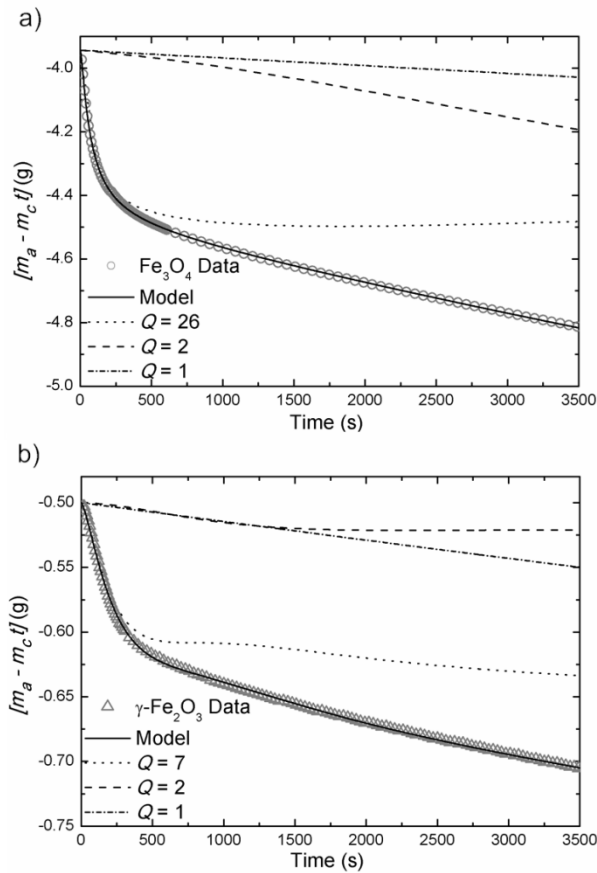 a)
-4.0
-4.2
-4.4
-4.6
-4.8
-5.0
[mₐ - m꜀ t] (g)
Fe₃O₄ Data
Model
Q = 26
Q = 2
Q = 1
0 500 1000 1500 2000 2500 3000 3500
Time (s)
b)
-0.50
-0.55
-0.60
-0.65
-0.70
-0.75
[mₐ - m꜀ t] (g)
γ-Fe₂O₃ Data
Model
Q = 7
Q = 2
Q = 1
0 500 1000 1500 2000 2500 3000 3500
Time (s)